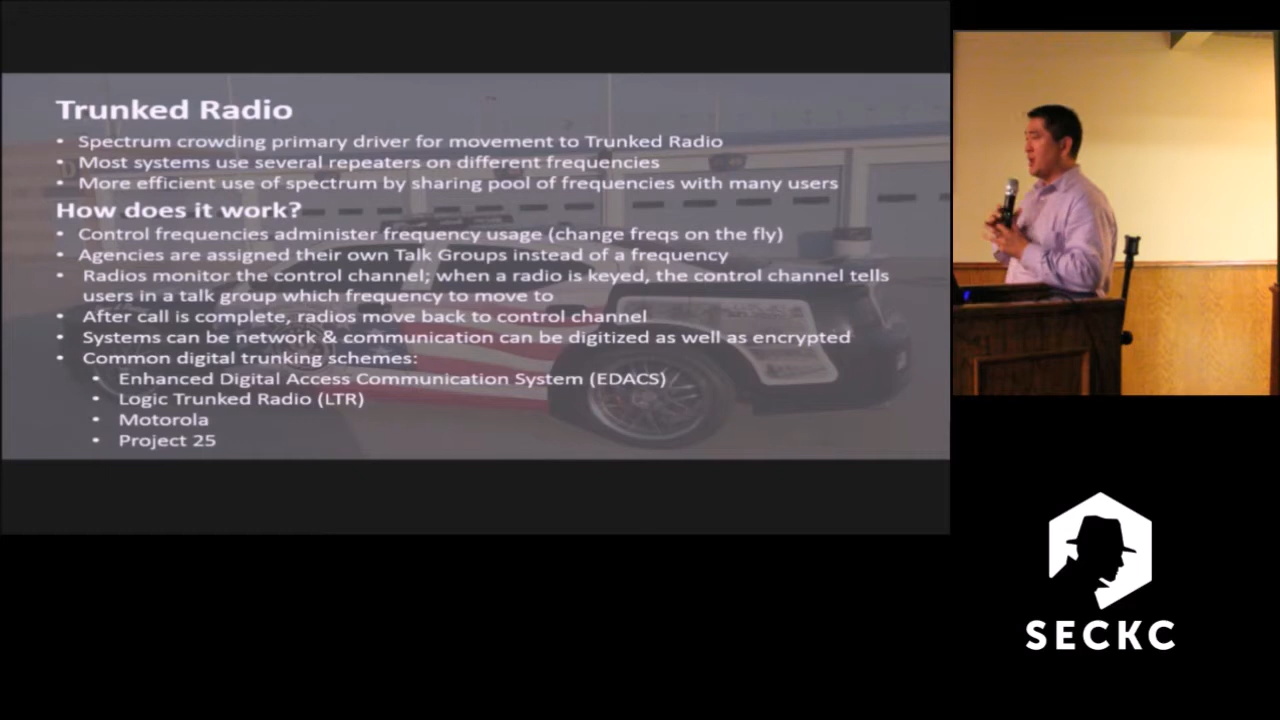 Trunked Radio
• Spectrum crowding primary driver for movement to Trunked Radio
• Most systems use several repeaters on different frequencies
• More efficient use of spectrum by sharing pool of frequencies with many users
How does it work?
• Control frequencies administer frequency usage (change freqs on the fly)
• Agencies are assigned their own Talk Groups instead of a frequency
• Radios monitor the control channel; when a radio is keyed, the control channel tells
users in a talk group which frequency to move to
• After call is complete, radios move back to control channel
• Systems can be network & communication can be digitized as well as encrypted
• Common digital trunking schemes:
• Enhanced Digital Access Communication System (EDACS)
• Logic Trunked Radio (LTR)
• Motorola
• Project 25
SECKC